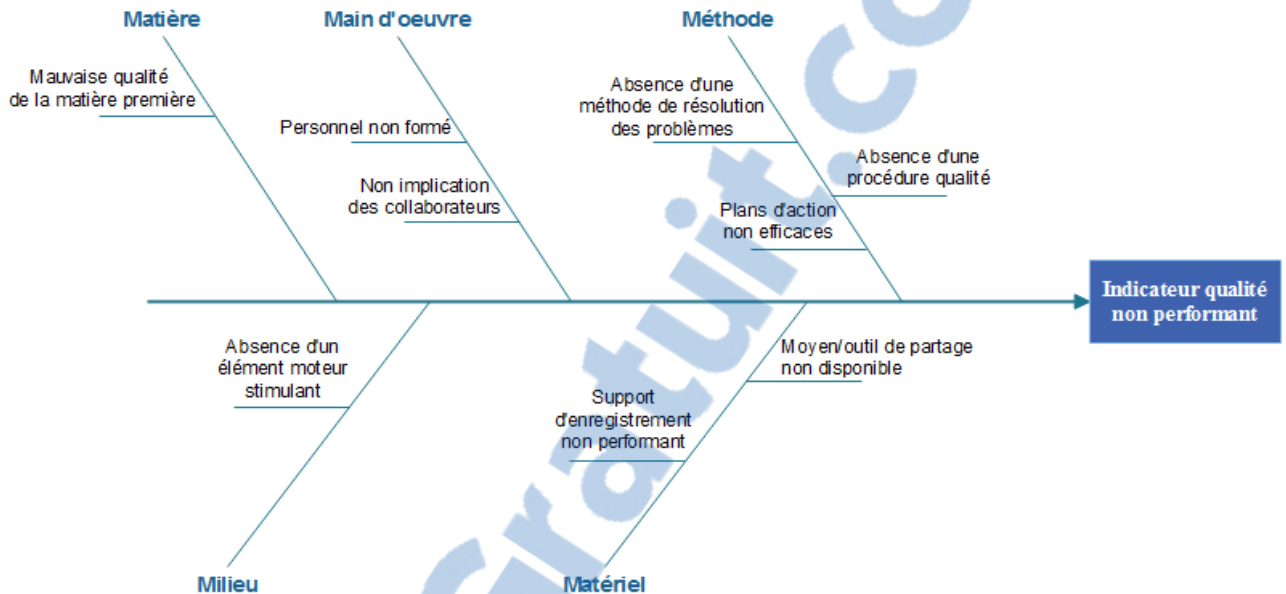 Matière
Main d'oeuvre
Méthode
Mauvaise qualité
de la matière première
Personnel non formé
Non implication
des collaborateurs
Absence d'une
méthode de résolution
des problèmes
Absence d'une
procédure qualité
Plans d'action
non efficaces
Indicateur qualité
non performant
Absence d'un
élément moteur
stimulant
Support
d'enregistrement
non performant
Moyen/outil de partage
non disponible
Milieu
Matériel
Gratuit.co